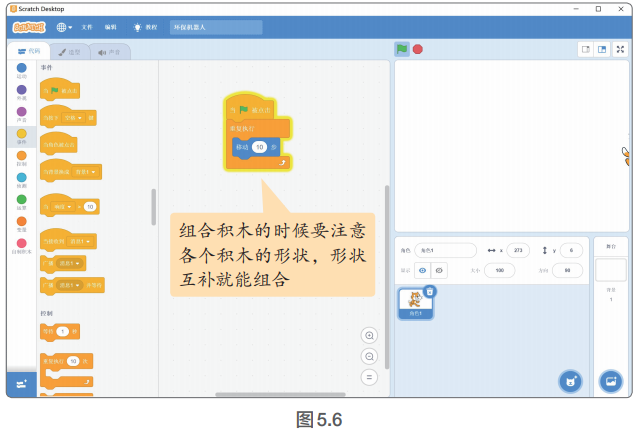 Scratch Desktop
SCRATCH
文件
编辑
教程
环保机器人
代码
造型
声音
运动
外观
声音
事件
控制
侦测
运算
变量
自制积木
事件
当 被点击
当按下 空格 键
当角色被点击
当背景换成 背景1
当 响度 > 10
当接收到 消息1
广播 消息1
广播 消息1 并等待
控制
等待 1 秒
重复执行 10 次
当 被点击
重复执行
移动 10 步
组合积木的时候要注意
各个积木的形状，形状
互补就能组合
角色 角色1 x 273 y 6
显示 大小 100 方向 90
角色1
舞台
背景
1
图5.6